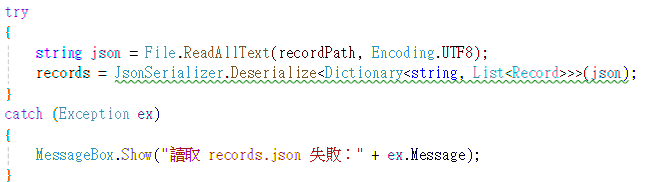 try
{
    string json = File.ReadAllText(recordPath, Encoding.UTF8);
    records = JsonSerializer.Deserialize<Dictionary<string, List<Record>>>(json);
}
catch (Exception ex)
{
    MessageBox.Show("讀取 records.json 失敗：" + ex.Message);
}